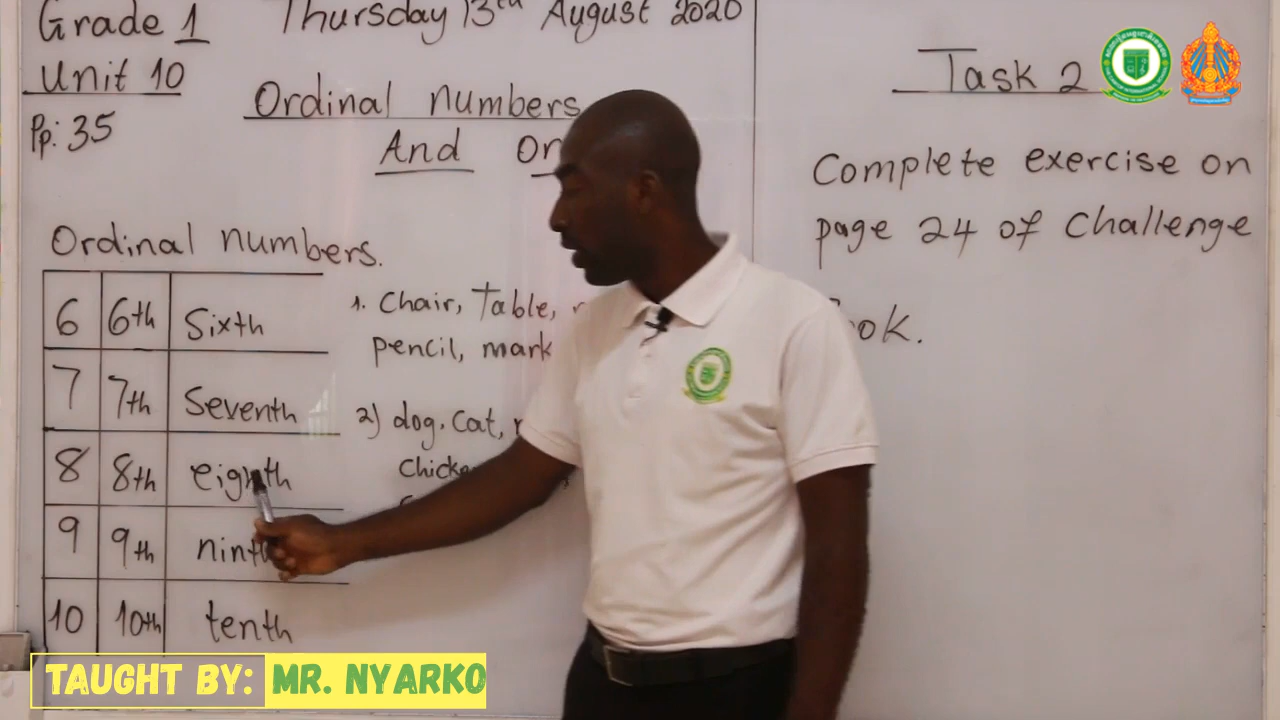 Grade 1
Thursday 13th August 2020
Unit 10
Pp: 35
Ordinal numbers
And
Ordinal numbers.
6 6th Sixth
7 7th Seventh
8 8th eighth
9 9th ninth
10 10th tenth
1. Chair, Table,
pencil, mark
2) dog, Cat,
Task 2
Complete exercise on
page 24 of Challenge
TAUGHT BY: MR. NYARKO